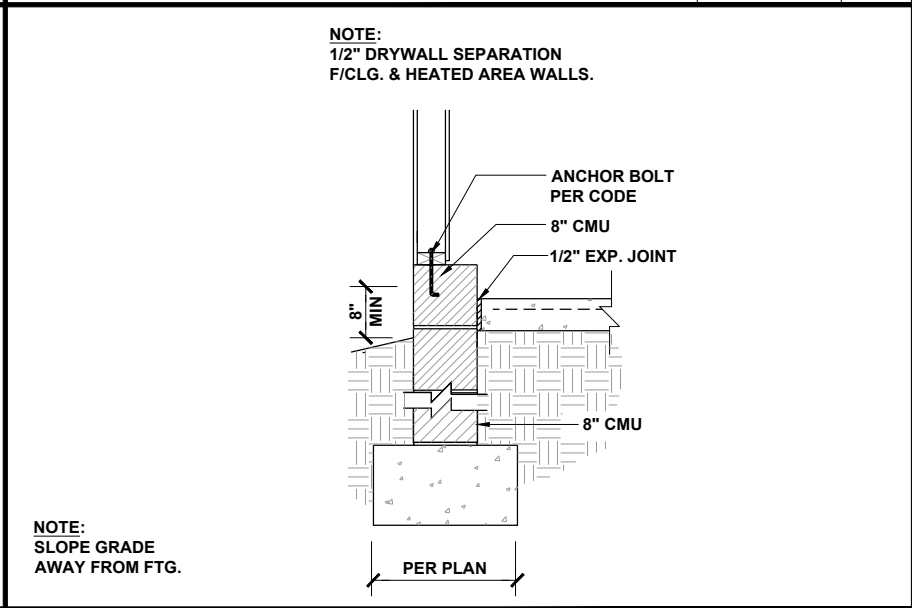 NOTE:
1/2" DRYWALL SEPARATION
F/CLG. & HEATED AREA WALLS.
ANCHOR BOLT
PER CODE
8" CMU
1/2" EXP. JOINT
8"
MIN
8" CMU
NOTE:
SLOPE GRADE
AWAY FROM FTG.
PER PLAN